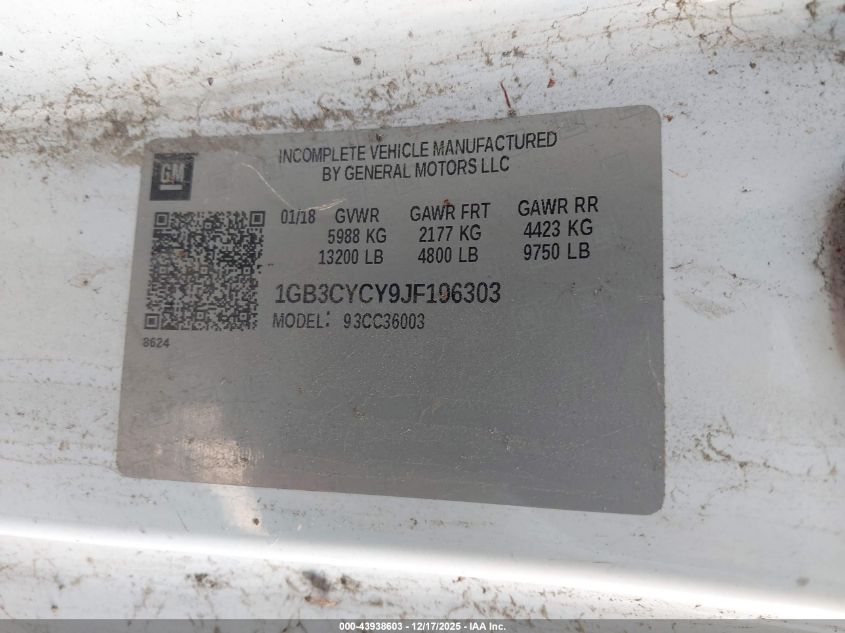 GM
INCOMPLETE VEHICLE MANUFACTURED
BY GENERAL MOTORS LLC
01/18 GVWR GAWR FRT GAWR RR
5988 KG 2177 KG 4423 KG
13200 LB 4800 LB 9750 LB
1GB3CYCY9JF106303
MODEL: 93CC36003
8624
000-43938603 - 12/17/2025 - IAA Inc.